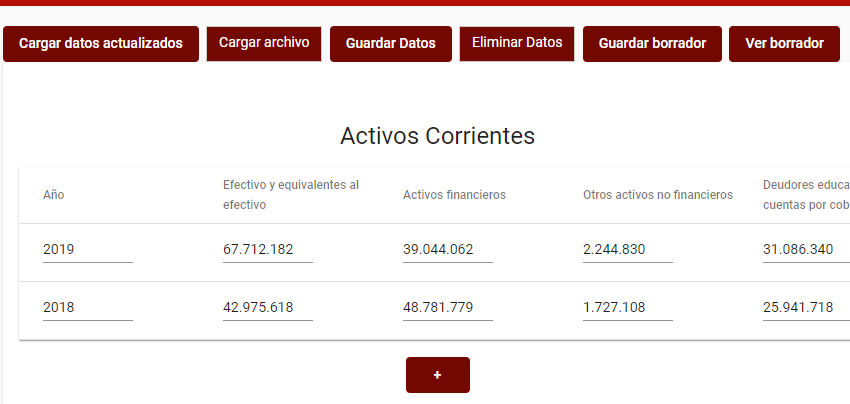 Cargar datos actualizados Cargar archivo Guardar Datos Eliminar Datos Guardar borrador Ver borrador
Activos Corrientes
Año Efectivo y equivalentes al efectivo Activos financieros Otros activos no financieros Deudores educa cuentas por cob
2019 67.712.182 39.044.062 2.244.830 31.086.340
2018 42.975.618 48.781.779 1.727.108 25.941.718
+